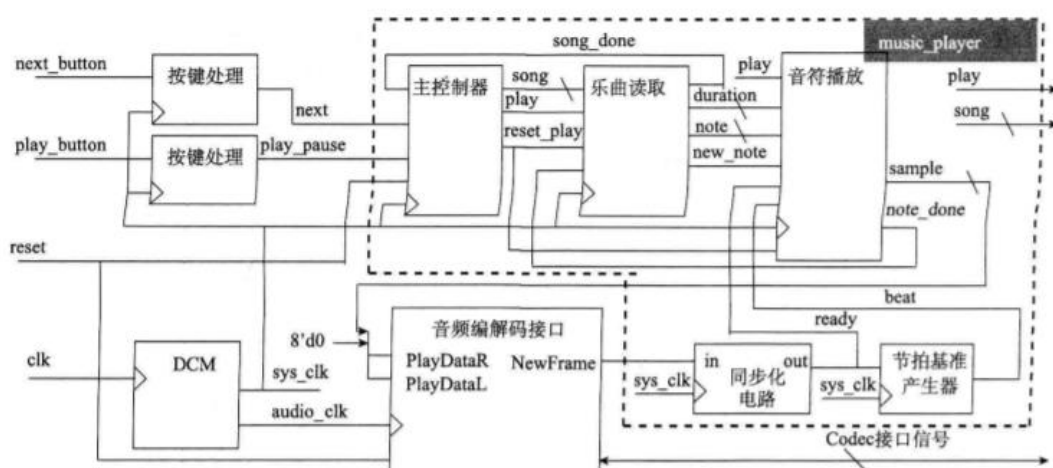 song_done
music_player
next_button
按键处理
next
主控制器
song
play
reset_play
乐曲读取
duration
note
new_note
play
音符播放
play
song
play_button
按键处理
play_pause
sample
note_done
reset
beat
ready
音频编解码接口
8'd0
PlayDataR
PlayDataL
NewFrame
clk
DCM
sys_clk
audio_clk
in
out
sys_clk
同步化
电路
sys_clk
节拍基准
产生器
Codec接口信号